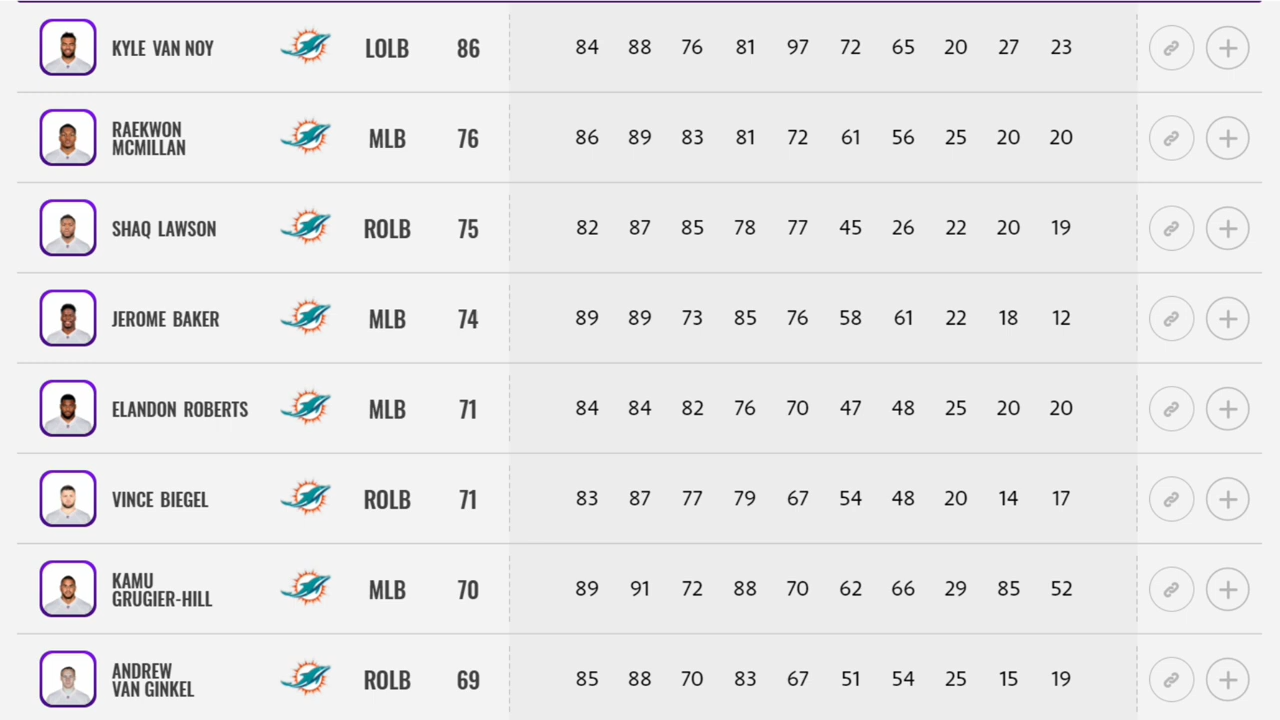 KYLE VAN NOY LOLB 86 84 88 76 81 97 72 65 20 27 23
RAEKWON
MCMILLAN MLB 76 86 89 83 81 72 61 56 25 20 20
SHAQ LAWSON ROLB 75 82 87 85 78 77 45 26 22 20 19
JEROME BAKER MLB 74 89 89 73 85 76 58 61 22 18 12
ELANDON ROBERTS MLB 71 84 84 82 76 70 47 48 25 20 20
VINCE BIEGEL ROLB 71 83 87 77 79 67 54 48 20 14 17
KAMU
GRUGIER-HILL MLB 70 89 91 72 88 70 62 66 29 85 52
ANDREW
VAN GINKEL ROLB 69 85 88 70 83 67 51 54 25 15 19